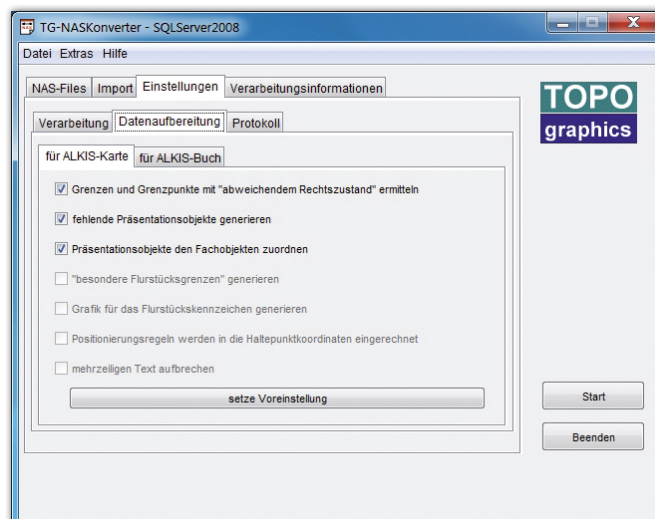 TG-NASKonverter - SQLServer2008
Datei Extras Hilfe
NAS-Files Import Einstellungen Verarbeitungsinformationen
TOPO
graphics
Verarbeitung Datenaufbereitung Protokoll
für ALKIS-Karte für ALKIS-Buch
Grenzen und Grenzpunkte mit "abweichendem Rechtszustand" ermitteln
fehlende Präsentationsobjekte generieren
Präsentationsobjekte den Fachobjekten zuordnen
"besondere Flurstücksgrenzen" generieren
Grafik für das Flurstückskennzeichen generieren
Positionierungsregeln werden in die Haltepunktkoordinaten eingerechnet
mehrzeiligen Text aufbrechen
setze Voreinstellung
Start
Beenden